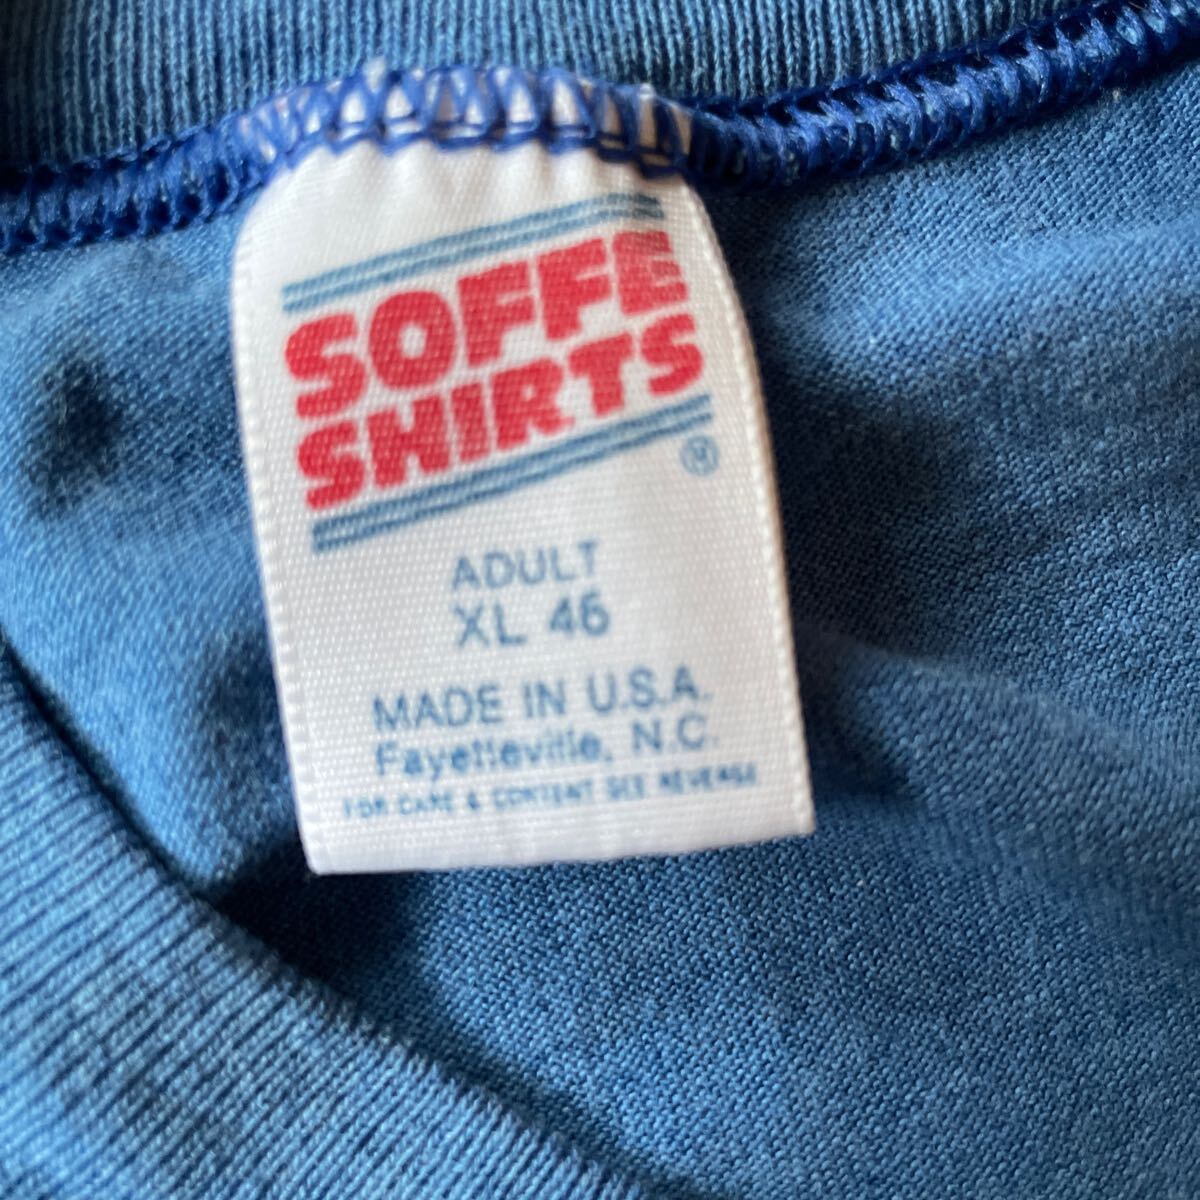 SOFFE
SHIRTS
®
ADULT
XL 46
MADE IN U.S.A.
Fayetteville, N.C.
FOR CARE & CONTENT SEE REVERSE